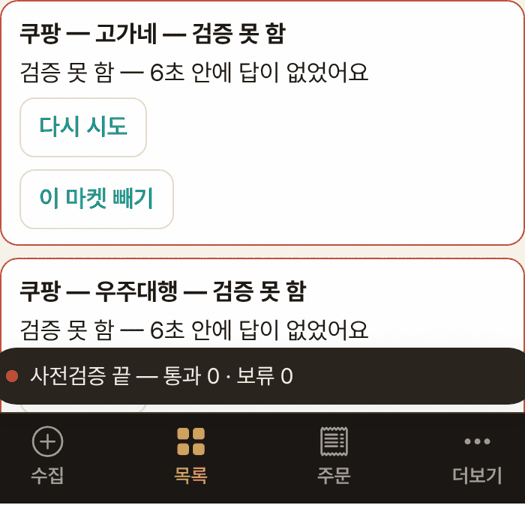 쿠팡 — 고가네 — 검증 못 함
검증 못 함 — 6초 안에 답이 없었어요
다시 시도
이 마켓 빼기
쿠팡 — 우주대행 — 검증 못 함
검증 못 함 — 6초 안에 답이 없었어요
사전검증 끝 — 통과 0 · 보류 0
수집 목록 주문 더보기